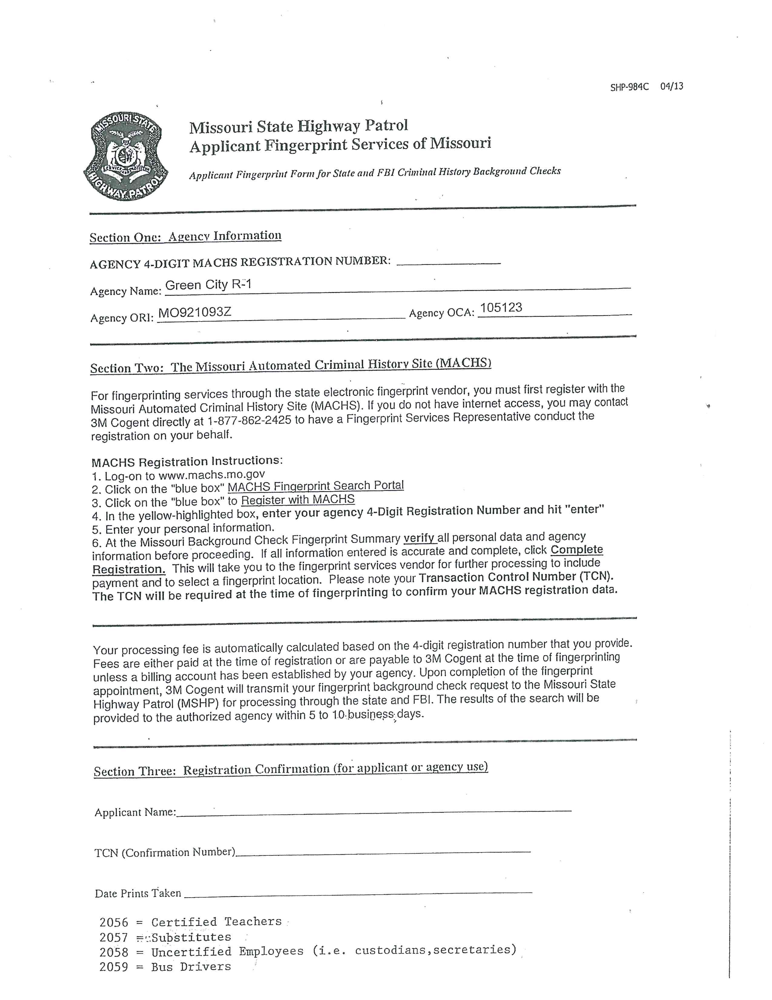 SHP-984C 04/13
MISSOURI STATE
HIGHWAY PATROL
Missouri State Highway Patrol
Applicant Fingerprint Services of Missouri
Applicant Fingerprint Form for State and FBI Criminal History Background Checks
Section One: Agency Information
AGENCY 4-DIGIT MACHS REGISTRATION NUMBER:
Agency Name: Green City R-1
Agency ORI: MO921093Z Agency OCA: 105123
Section Two: The Missouri Automated Criminal History Site (MACHS)
For fingerprinting services through the state electronic fingerprint vendor, you must first register with the
Missouri Automated Criminal History Site (MACHS). If you do not have internet access, you may contact
3M Cogent directly at 1-877-862-2425 to have a Fingerprint Services Representative conduct the
registration on your behalf.
MACHS Registration Instructions:
1. Log-on to www.machs.mo.gov
2. Click on the "blue box" MACHS Fingerprint Search Portal
3. Click on the "blue box" to Register with MACHS
4. In the yellow-highlighted box, enter your agency 4-Digit Registration Number and hit "enter"
5. Enter your personal information.
6. At the Missouri Background Check Fingerprint Summary verify all personal data and agency
information before proceeding. If all information entered is accurate and complete, click Complete
Registration. This will take you to the fingerprint services vendor for further processing to include
payment and to select a fingerprint location. Please note your Transaction Control Number (TCN).
The TCN will be required at the time of fingerprinting to confirm your MACHS registration data.
Your processing fee is automatically calculated based on the 4-digit registration number that you provide.
Fees are either paid at the time of registration or are payable to 3M Cogent at the time of fingerprinting
unless a billing account has been established by your agency. Upon completion of the fingerprint
appointment, 3M Cogent will transmit your fingerprint background check request to the Missouri State
Highway Patrol (MSHP) for processing through the state and FBI. The results of the search will be
provided to the authorized agency within 5 to 10 business days.
Section Three: Registration Confirmation (for applicant or agency use)
Applicant Name:
TCN (Confirmation Number)
Date Prints Taken
2056 = Certified Teachers
2057 = Substitutes
2058 = Uncertified Employees (i.e. custodians,secretaries)
2059 = Bus Drivers